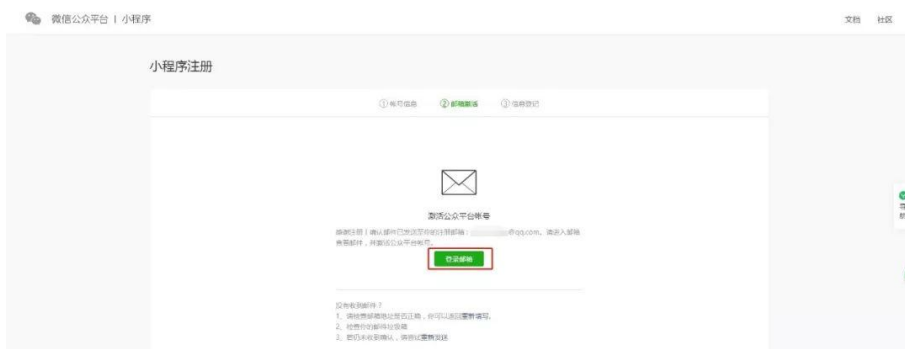 微信公众平台 | 小程序
文档 社区
小程序注册
①帐号信息 ②邮箱激活 ③信息登记
激活公众平台帐号
感谢注册！确认邮件已发送至你的注册邮箱： @qq.com。请进入邮箱
查看邮件，并激活公众平台帐号。
登录邮箱
没有收到邮件？
1、请检查邮箱地址是否正确，你可以返回重新填写。
2、检查你的邮件垃圾箱
3、若仍未收到确认，请尝试重新发送